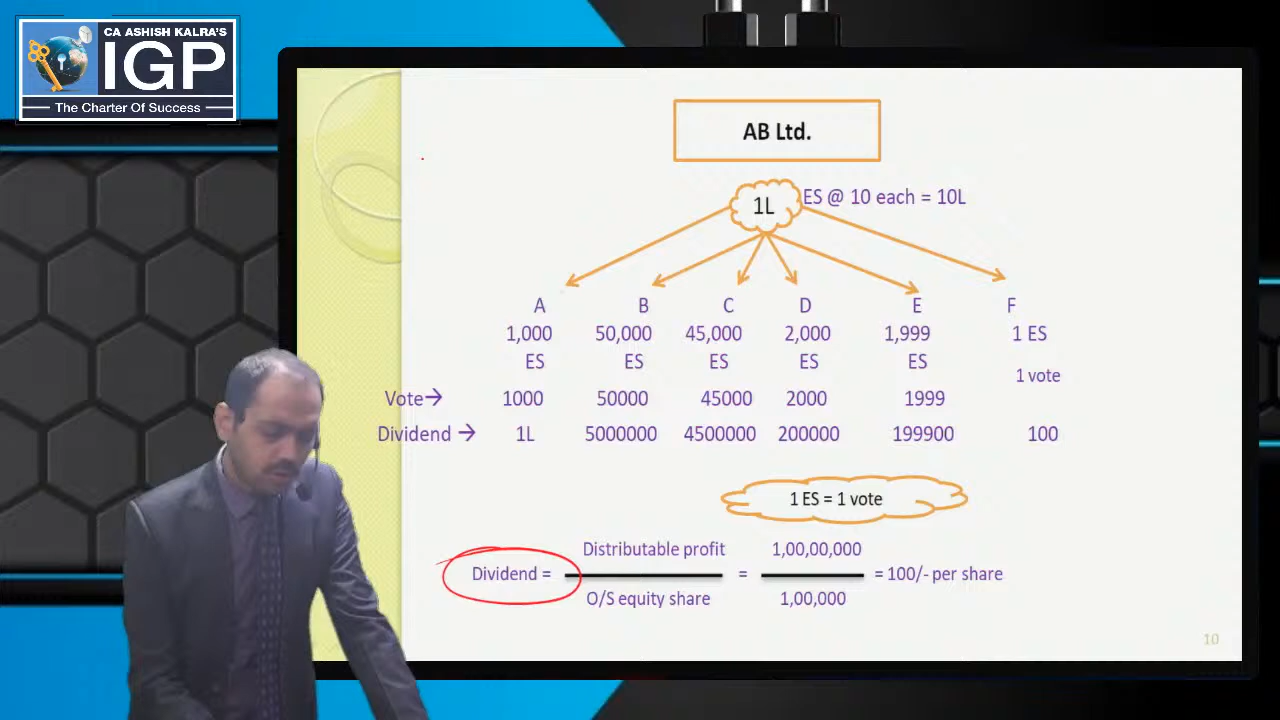 CA ASHISH KALRA'S
IGP
The Charter Of Success
AB Ltd.
1L ES @ 10 each = 10L
A B C D E F
1,000 50,000 45,000 2,000 1,999 1 ES
ES ES ES ES ES
1 vote
Vote→ 1000 50000 45000 2000 1999
Dividend → 1L 5000000 4500000 200000 199900 100
1 ES = 1 vote
Distributable profit 1,00,00,000
Dividend = = = 100/- per share
O/S equity share 1,00,000
10